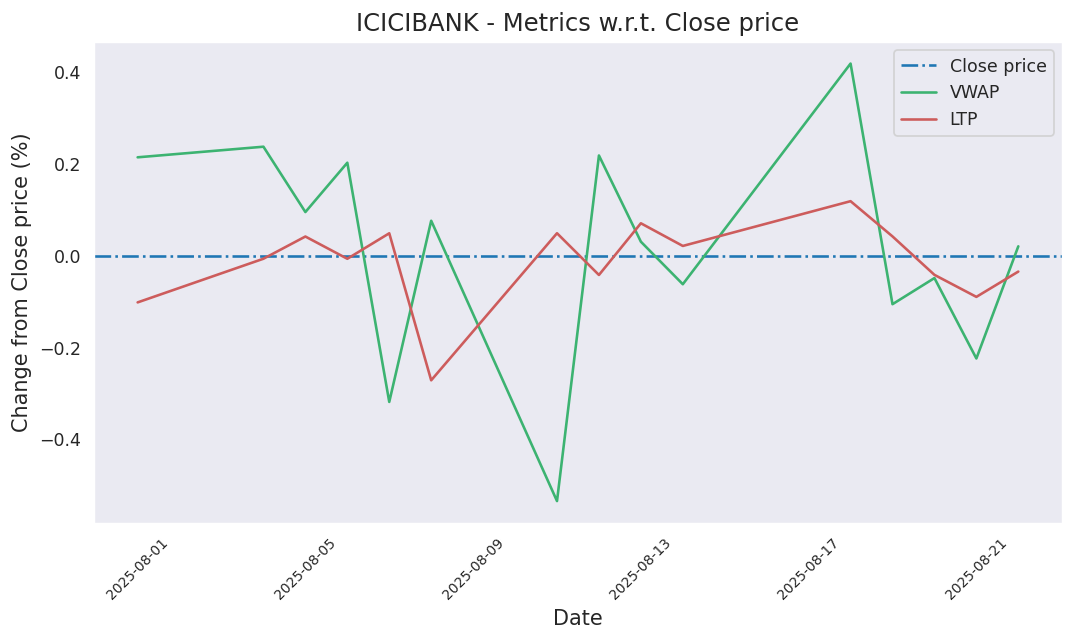 ICICIBANK - Metrics w.r.t. Close price
Close price
VWAP
LTP
Change from Close price (%)
0.4
0.2
0.0
−0.2
−0.4
2025-08-01
2025-08-05
2025-08-09
2025-08-13
2025-08-17
2025-08-21
Date